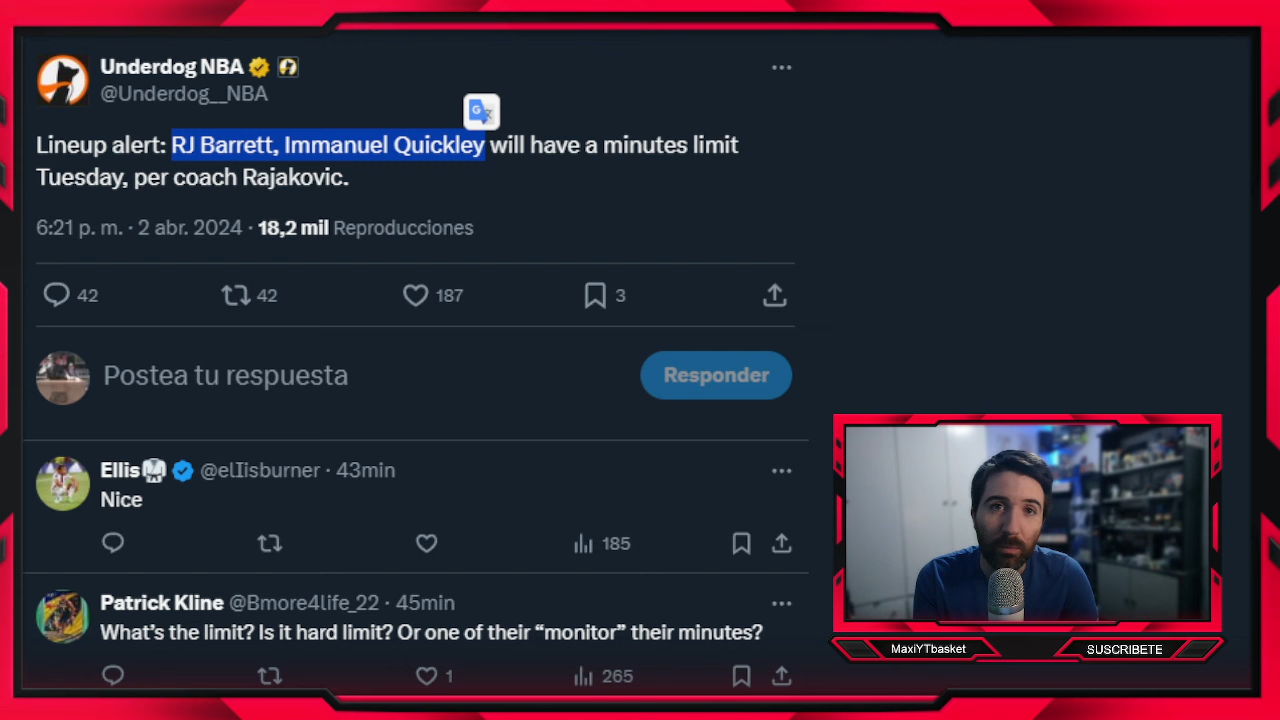 Underdog NBA
@Underdog__NBA
Lineup alert: RJ Barrett, Immanuel Quickley will have a minutes limit
Tuesday, per coach Rajakovic.
6:21 p. m. · 2 abr. 2024 · 18,2 mil Reproducciones
42 42 187 3
Postea tu respuesta
Responder
Ellis @elIisburner · 43min
Nice
185
Patrick Kline @Bmore4life_22 · 45min
What’s the limit? Is it hard limit? Or one of their “monitor” their minutes?
1 265
MaxiYTbasket
SUSCRIBETE